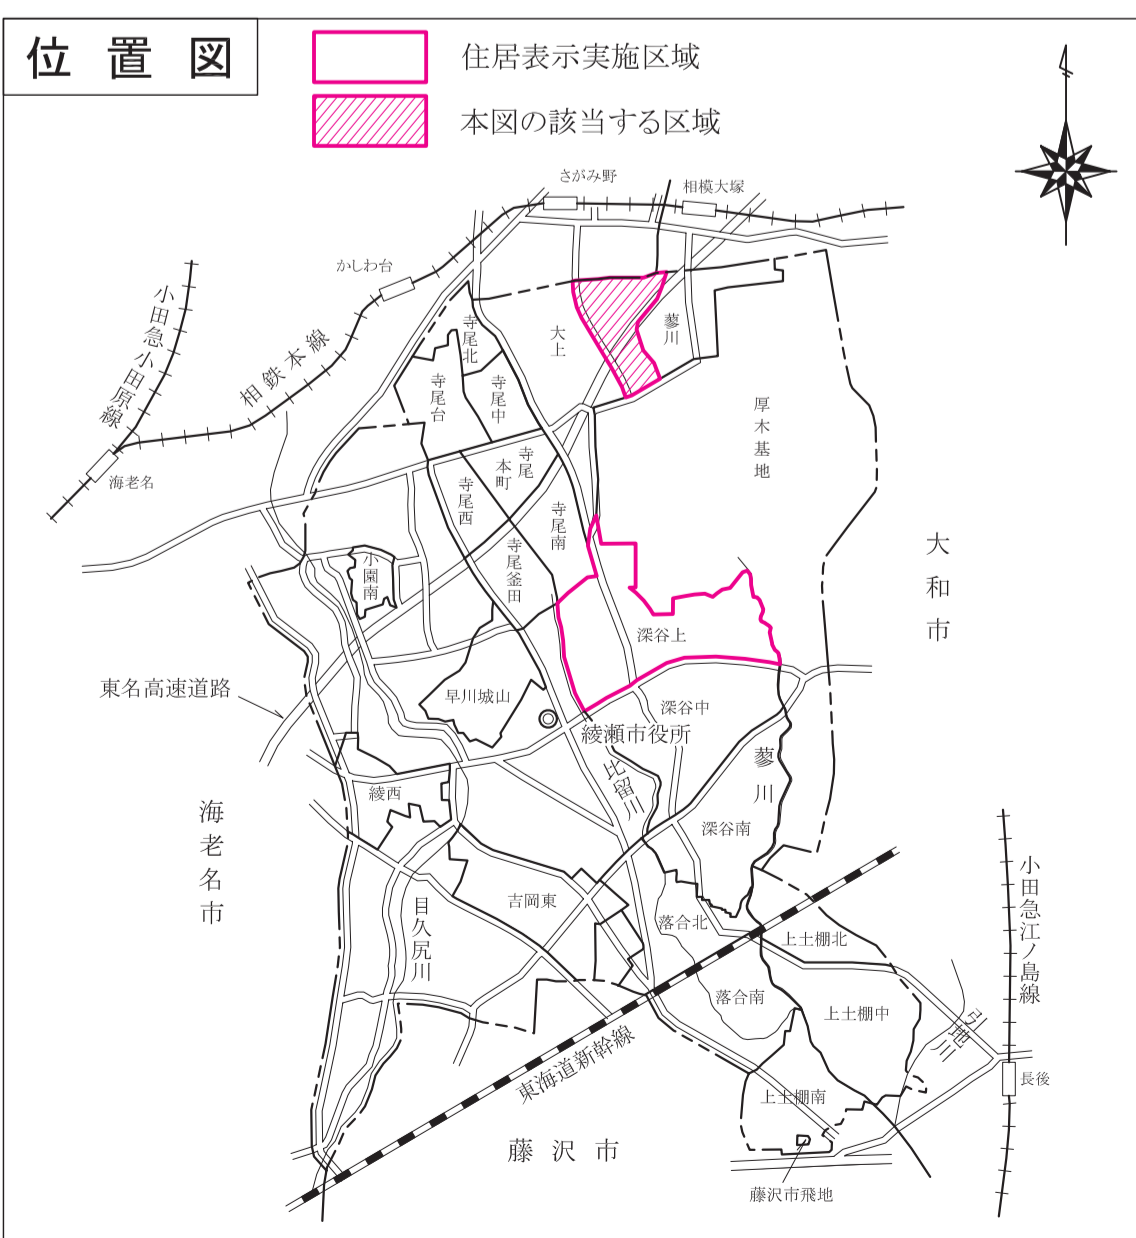 位置図
住居表示実施区域
本図の該当する区域
さがみ野
相模大塚
かしわ台
小田急小田原線
相鉄本線
海老名
寺尾北
大上
蓼川
寺尾台
寺尾中
厚木基地
寺尾本町
寺尾西
寺尾南
寺尾釜田
小園南
大和市
深谷上
東名高速道路
早川城山
深谷中
綾瀬市役所
蓼川
比留川
綾西
海老名市
深谷南
小田急江ノ島線
吉岡東
目久尻川
落合北
上土棚北
落合南
上土棚中
引地川
東海道新幹線
長後
上土棚南
藤沢市
藤沢市飛地